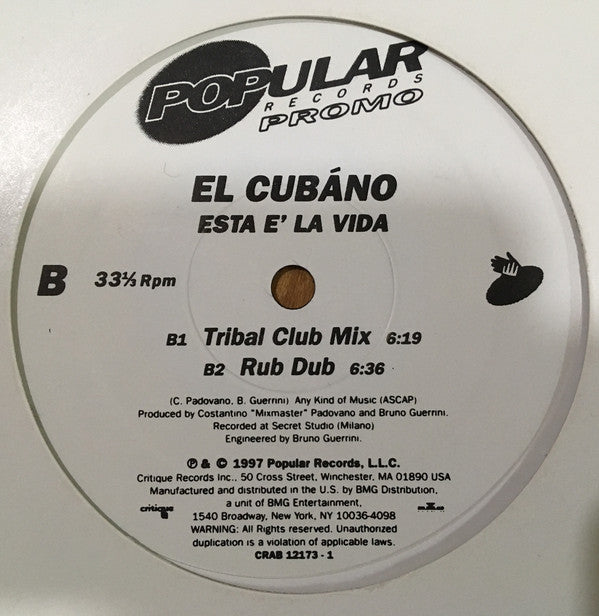 POPULAR
RECORDS
PROMO
EL CUBÁNO
ESTA E' LA VIDA
B 33⅓ Rpm
B1 Tribal Club Mix 6:19
B2 Rub Dub 6:36
(C. Padovano, B. Guerrini) Any Kind of Music (ASCAP)
Produced by Costantino "Mixmaster" Padovano and Bruno Guerrini.
Recorded at Secret Studio (Milano)
Engineered by Bruno Guerrini.
℗ & © 1997 Popular Records, L.L.C.
Critique Records Inc., 50 Cross Street, Winchester, MA 01890 USA
Manufactured and distributed in the U.S. by BMG Distribution,
a unit of BMG Entertainment,
critique
1540 Broadway, New York, NY 10036-4098
WARNING: All Rights reserved. Unauthorized
duplication is a violation of applicable laws.
CRAB 12173 - 1